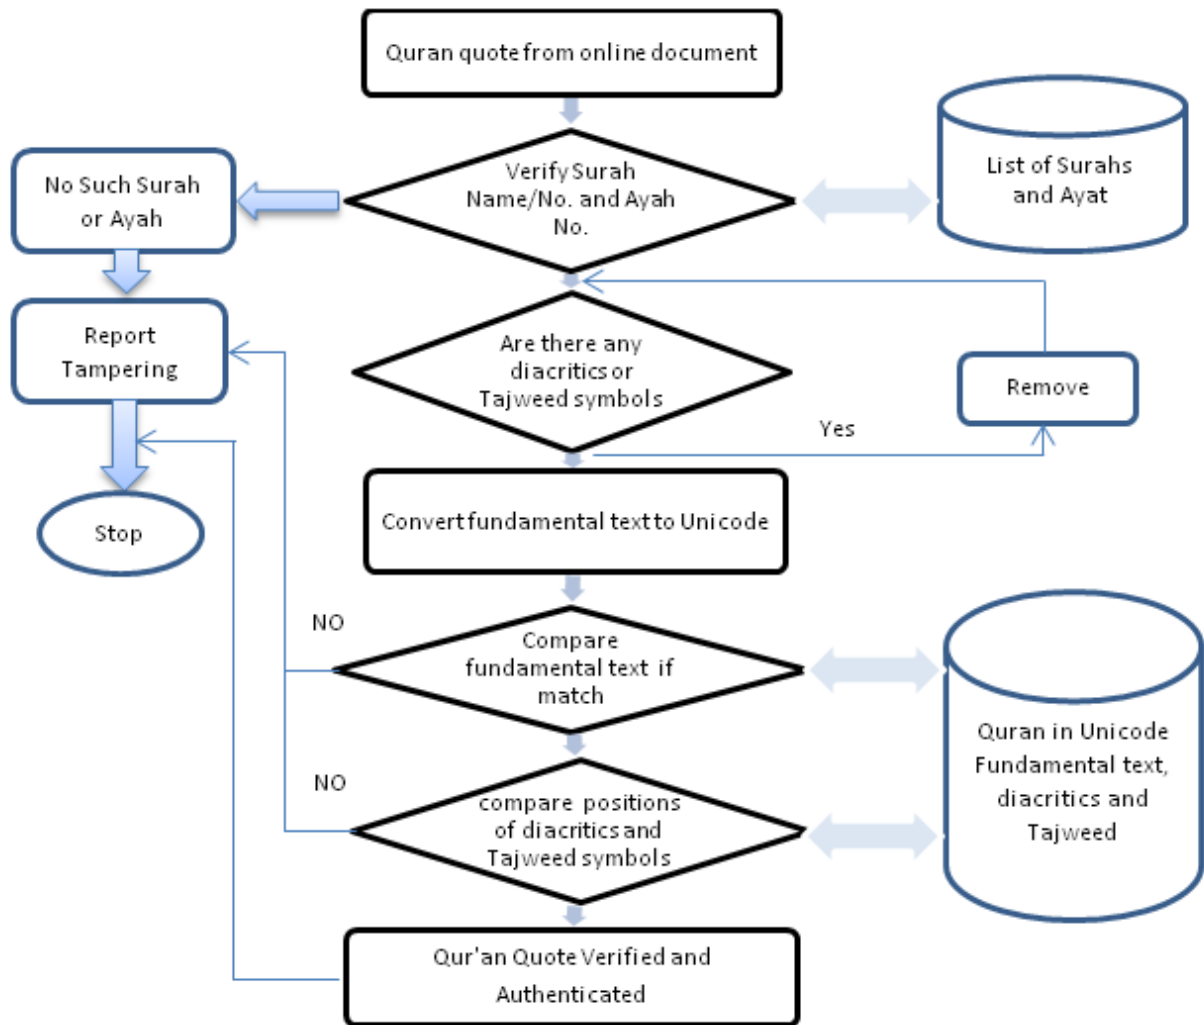 Quran quote from online document
Verify Surah
Name/No. and Ayah
No.
List of Surahs
and Ayat
No Such Surah
or Ayah
Report
Tampering
Are there any
diacritics or
Tajweed symbols
Remove
Yes
Convert fundamental text to Unicode
Stop
NO
Compare
fundamental text if
match
Quran in Unicode
Fundamental text,
diacritics and
Tajweed
NO
compare positions
of diacritics and
Tajweed symbols
Qur'an Quote Verified and
Authenticated